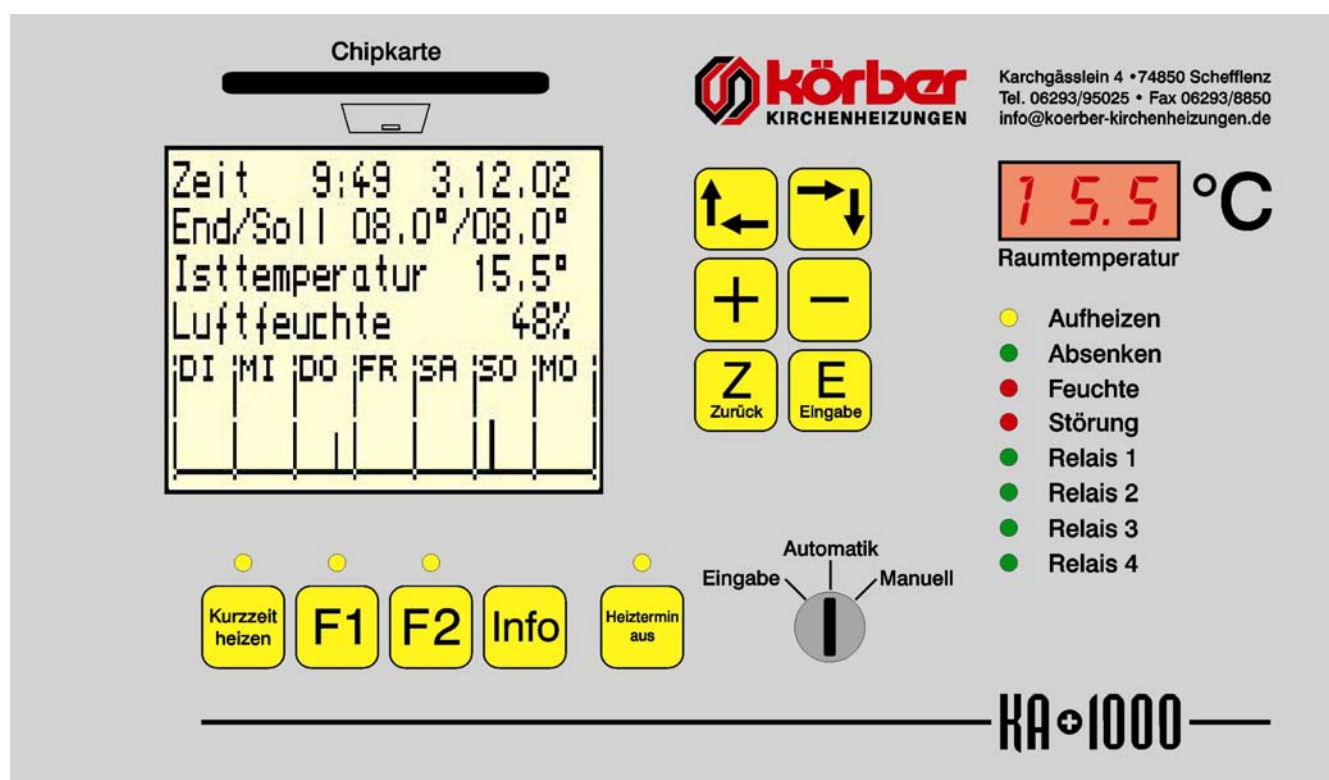 Chipkarte
körber
KIRCHENHEIZUNGEN
Karchgässlein 4 • 74850 Schefflenz
Tel. 06293/95025 • Fax 06293/8850
info@koerber-kirchenheizungen.de
Zeit 9:49 3.12.02
End/Soll 08.0°/08.0°
Isttemperatur 15.5°
Luftfeuchte 48%
DI MI DO FR SA SO MO
+ −
Z E
Zurück Eingabe
15.5 °C
Raumtemperatur
Aufheizen
Absenken
Feuchte
Störung
Relais 1
Relais 2
Relais 3
Relais 4
Kurzzeit
heizen
F1
F2
Info
Heiztermin
aus
Automatik
Eingabe
Manuell
KA+1000